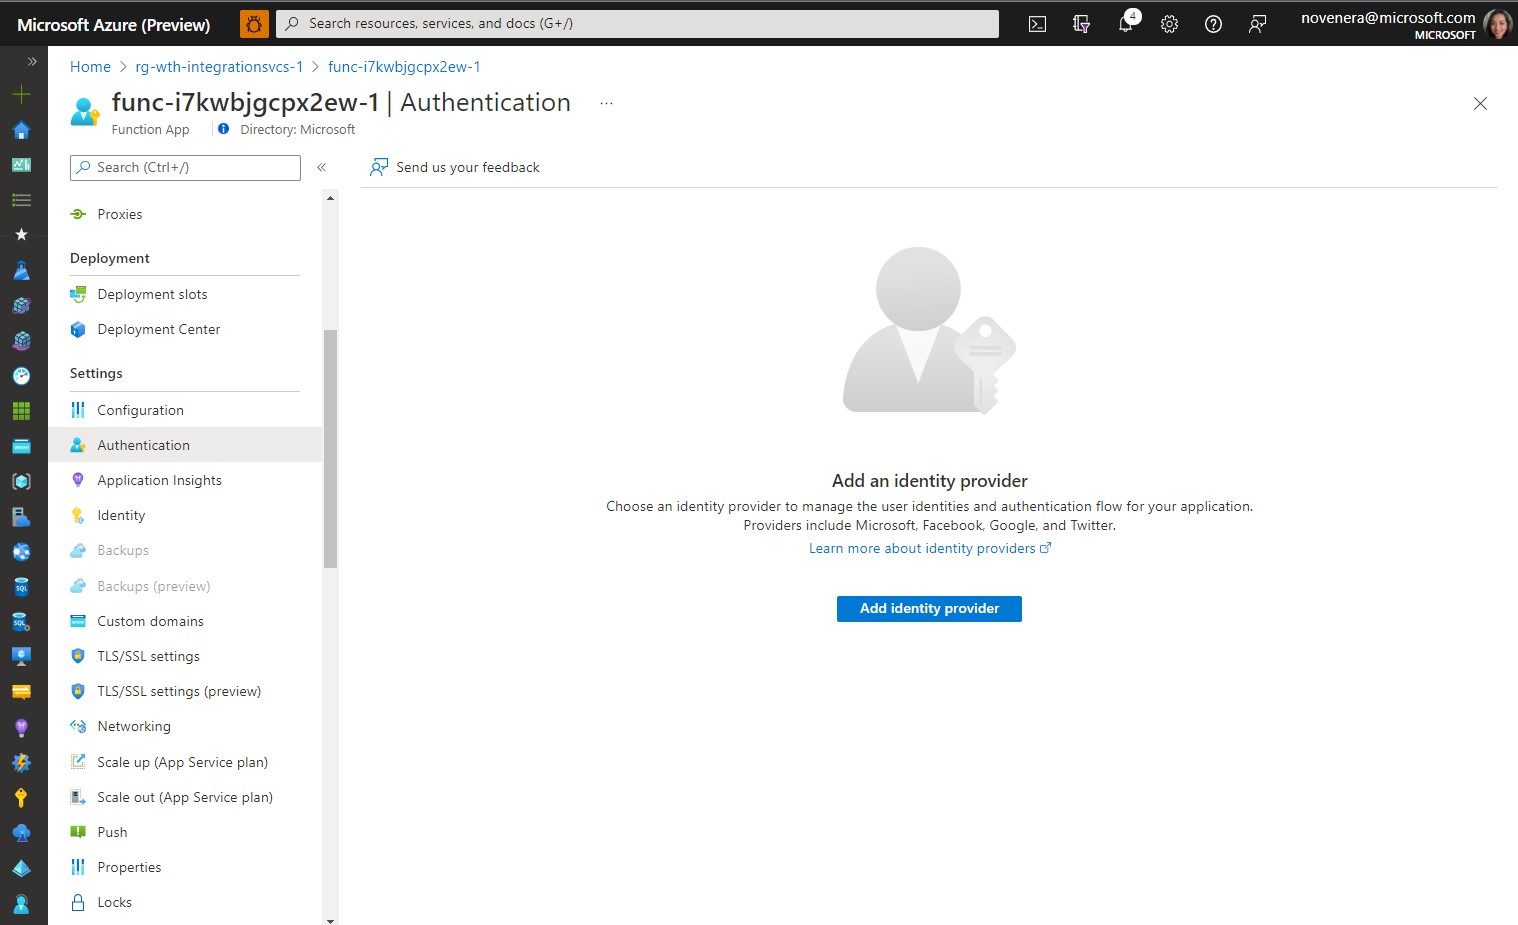 Microsoft Azure (Preview)
Search resources, services, and docs (G+/)
4
novenera@microsoft.com
MICROSOFT
Home > rg-wth-integrationsvcs-1 > func-i7kwbjgcpx2ew-1
func-i7kwbjgcpx2ew-1 | Authentication ...
Function App
Directory: Microsoft
Search (Ctrl+/)
Send us your feedback
Proxies
Deployment
Deployment slots
Deployment Center
Settings
Configuration
Authentication
Application Insights
Identity
Backups
Backups (preview)
Custom domains
TLS/SSL settings
TLS/SSL settings (preview)
Networking
Scale up (App Service plan)
Scale out (App Service plan)
Push
Properties
Locks
Add an identity provider
Choose an identity provider to manage the user identities and authentication flow for your application.
Providers include Microsoft, Facebook, Google, and Twitter.
Learn more about identity providers
Add identity provider